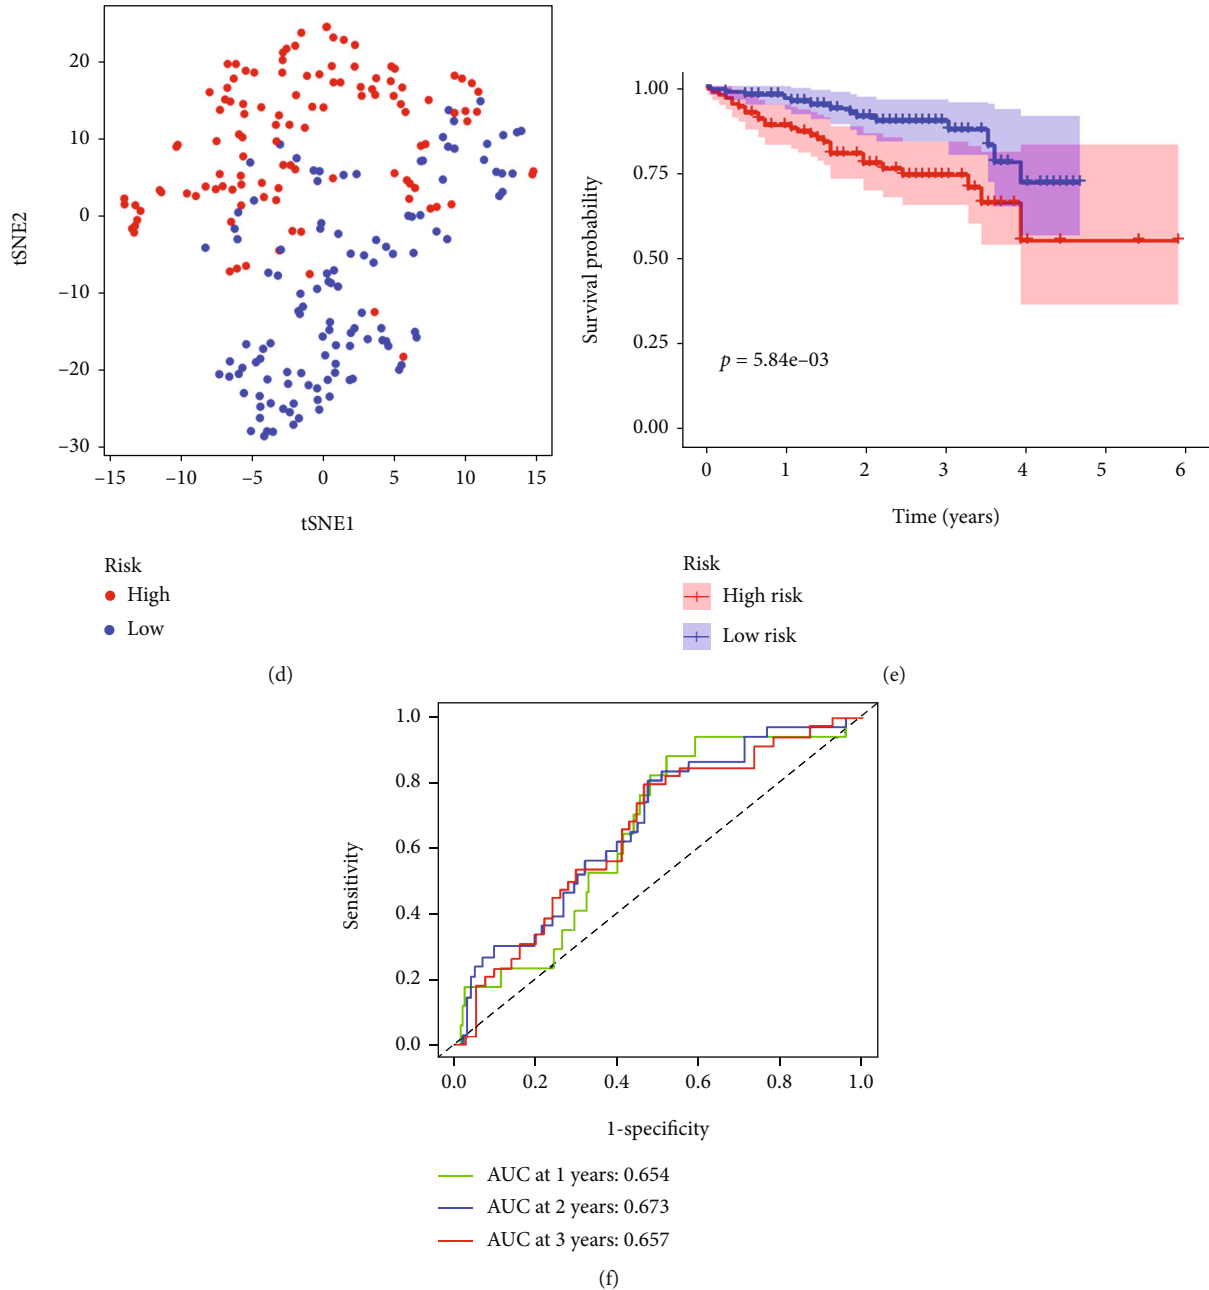 tSNE2
20
10
0
–10
–20
–30
–15
–10
–5
0
5
10
15
tSNE1
Risk
High
Low
(d)
Survival probability
1.00
0.75
0.50
0.25
0.00
p = 5.84e–03
0
1
2
3
4
5
6
Time (years)
Risk
High risk
Low risk
(e)
Sensitivity
1.0
0.8
0.6
0.4
0.2
0.0
0.0
0.2
0.4
0.6
0.8
1.0
1-specificity
AUC at 1 years: 0.654
AUC at 2 years: 0.673
AUC at 3 years: 0.657
(f)